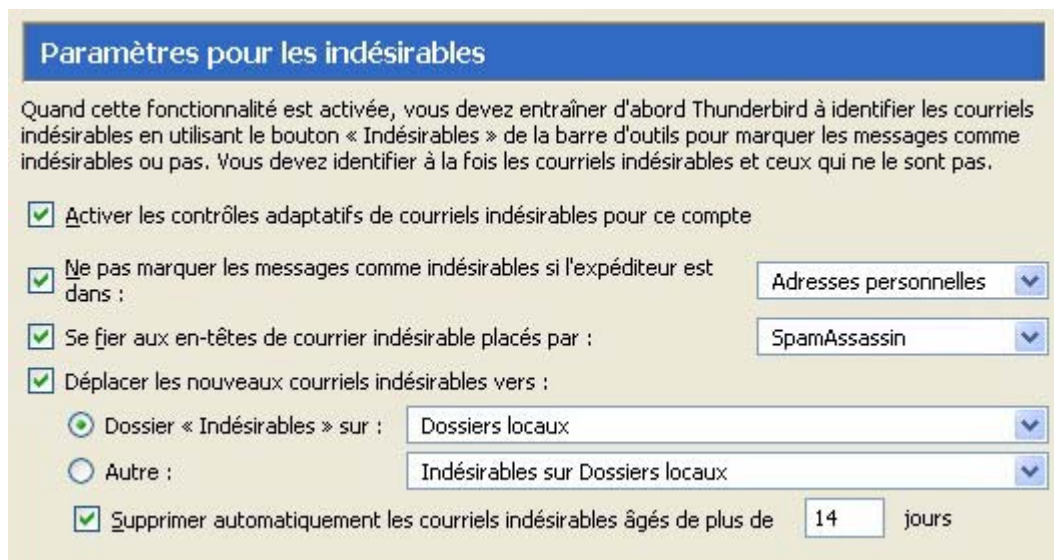 Paramètres pour les indésirables
Quand cette fonctionnalité est activée, vous devez entraîner d'abord Thunderbird à identifier les courriels
indésirables en utilisant le bouton « Indésirables » de la barre d'outils pour marquer les messages comme
indésirables ou pas. Vous devez identifier à la fois les courriels indésirables et ceux qui ne le sont pas.
Activer les contrôles adaptatifs de courriels indésirables pour ce compte
Ne pas marquer les messages comme indésirables si l'expéditeur est
dans :
Adresses personnelles
Se fier aux en-têtes de courrier indésirable placés par :
SpamAssassin
Déplacer les nouveaux courriels indésirables vers :
Dossier « Indésirables » sur :
Dossiers locaux
Autre :
Indésirables sur Dossiers locaux
Supprimer automatiquement les courriels indésirables âgés de plus de 14 jours